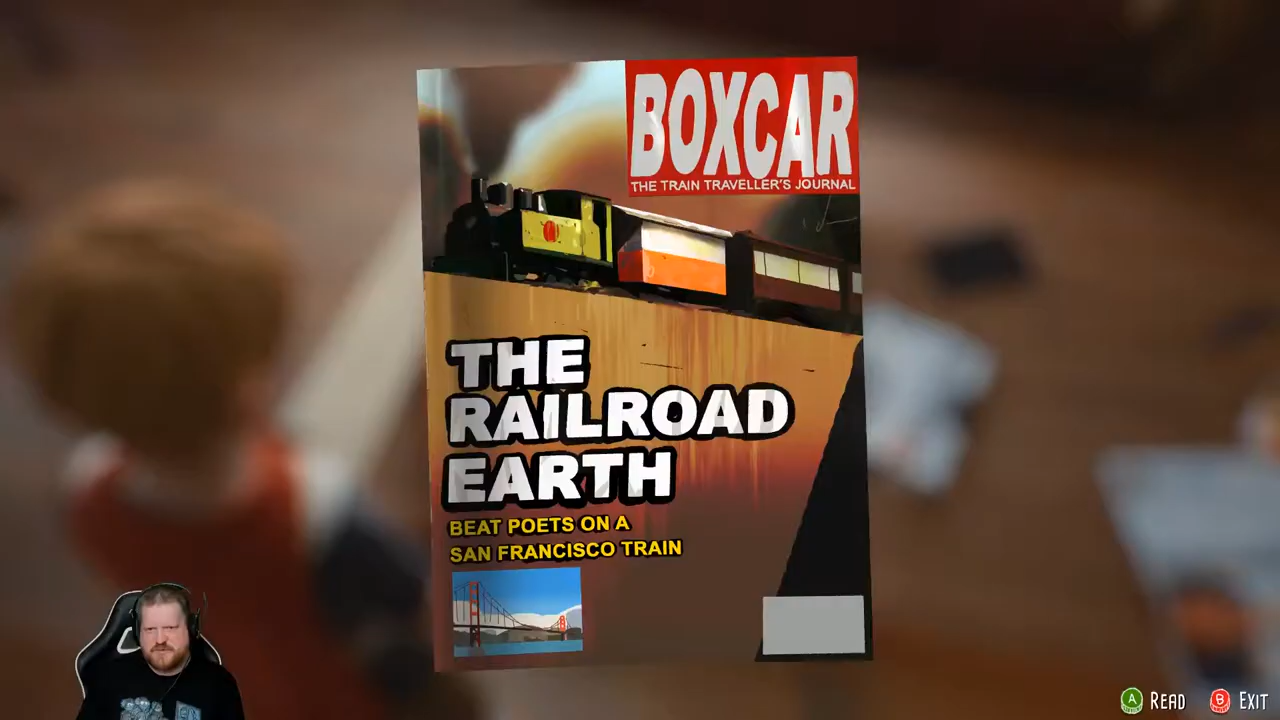 BOXCAR
THE TRAIN TRAVELLER'S JOURNAL
THE
RAILROAD
EARTH
BEAT POETS ON A
SAN FRANCISCO TRAIN
A READ B EXIT